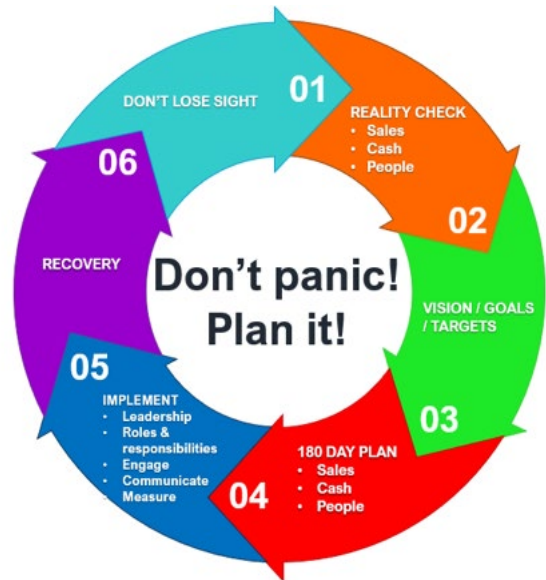 DON'T LOSE SIGHT
01
REALITY CHECK
• Sales
• Cash
• People
02
VISION / GOALS
/ TARGETS
03
180 DAY PLAN
• Sales
• Cash
• People
04
IMPLEMENT
• Leadership
• Roles &
responsibilities
• Engage
• Communicate
• Measure
05
RECOVERY
06
Don't panic!
Plan it!